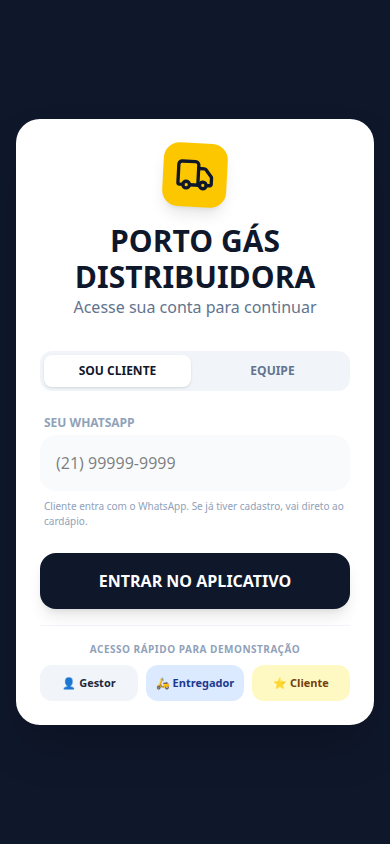 PORTO GÁS
DISTRIBUIDORA
Acesse sua conta para continuar
SOU CLIENTE
EQUIPE
SEU WHATSAPP
(21) 99999-9999
Cliente entra com o WhatsApp. Se já tiver cadastro, vai direto ao
cardápio.
ENTRAR NO APLICATIVO
ACESSO RÁPIDO PARA DEMONSTRAÇÃO
👤 Gestor
🛵 Entregador
⭐ Cliente